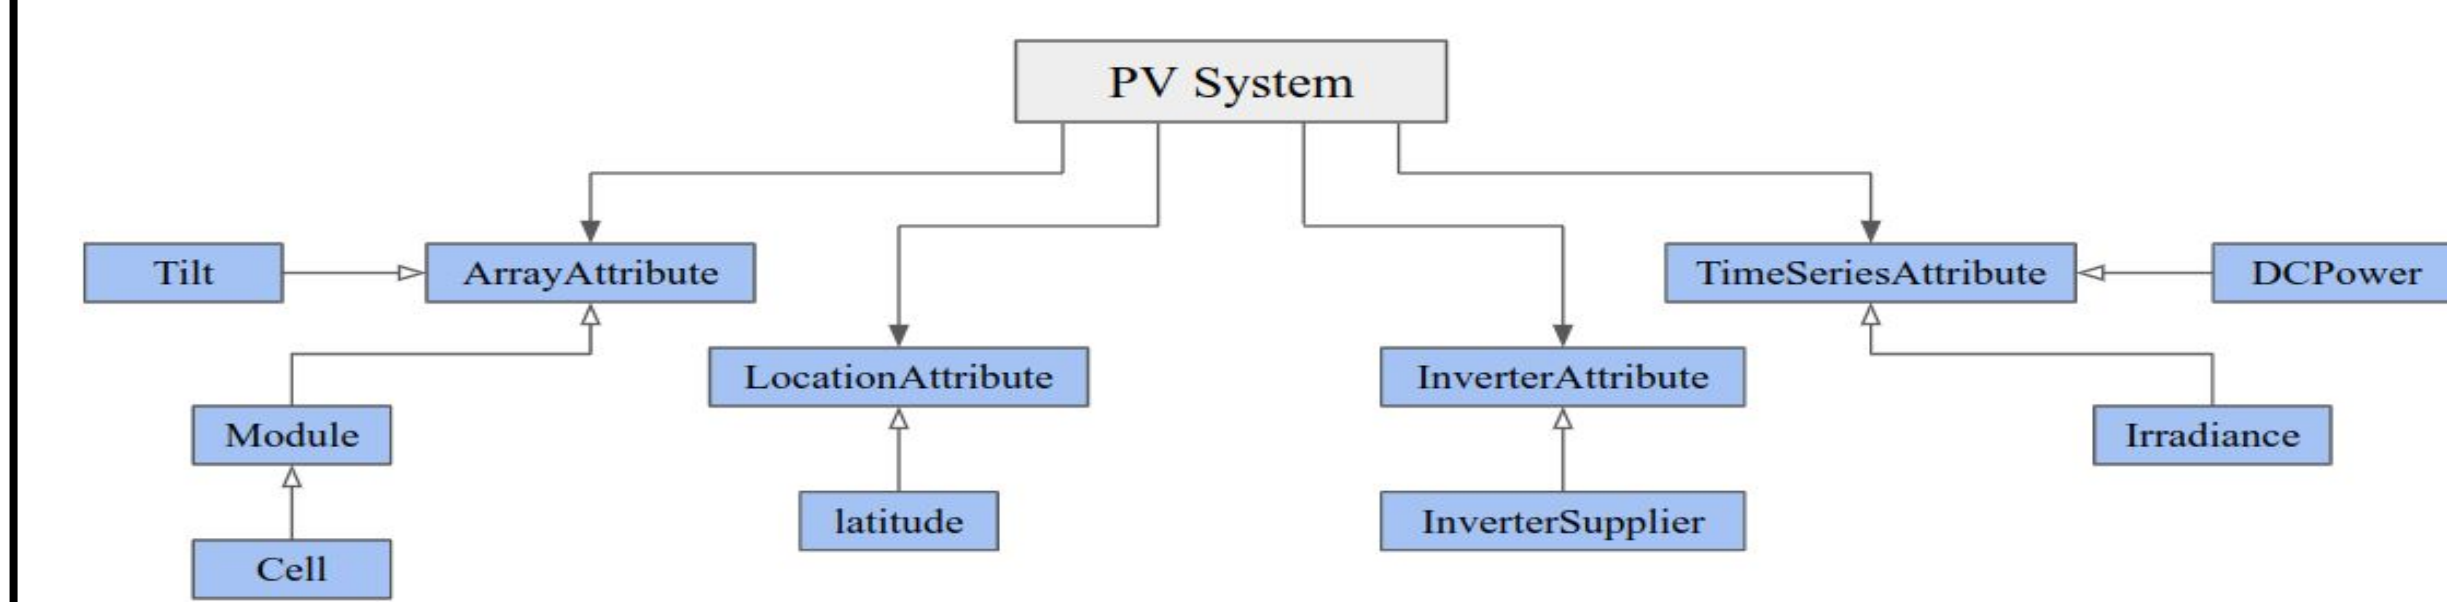 PV System
Tilt
ArrayAttribute
TimeSeriesAttribute
DCPower
LocationAttribute
InverterAttribute
Module
Irradiance
latitude
InverterSupplier
Cell